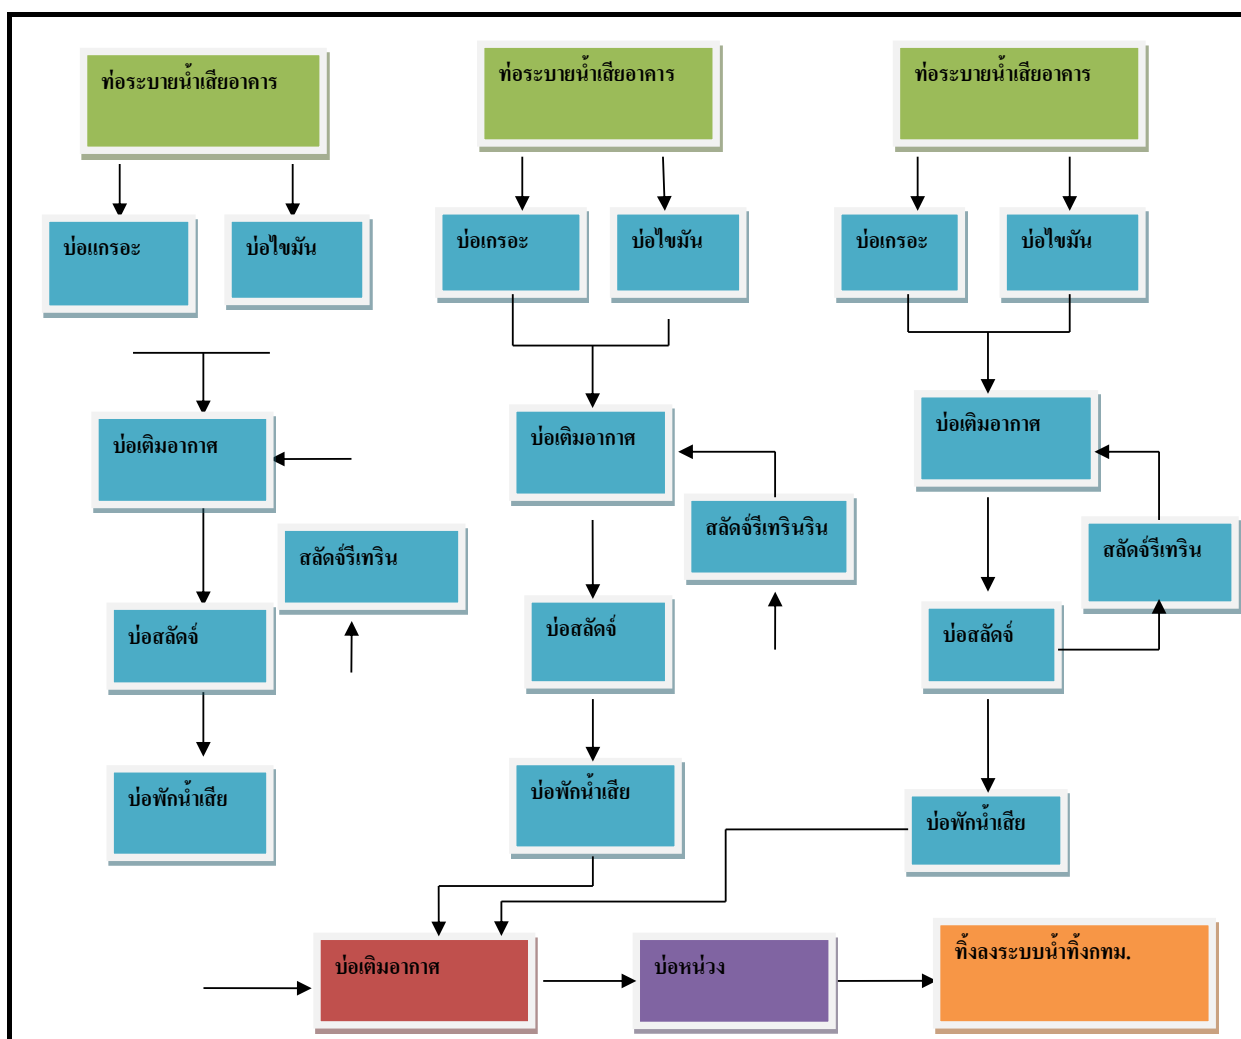 ท่อระบายน้ำเสียอาคาร
ท่อระบายน้ำเสียอาคาร
ท่อระบายน้ำเสียอาคาร
บ่อแกรอะ
บ่อไขมัน
บ่อเกรอะ
บ่อไขมัน
บ่อเกรอะ
บ่อไขมัน
บ่อเติมอากาศ
บ่อเติมอากาศ
บ่อเติมอากาศ
สลัดจ์รีเทริน
สลัดจ์รีเทรินริน
สลัดจ์รีเทริน
บ่อสลัดจ์
บ่อสลัดจ์
บ่อสลัดจ์
บ่อพักน้ำเสีย
บ่อพักน้ำเสีย
บ่อพักน้ำเสีย
บ่อเติมอากาศ
บ่อหน่วง
ทิ้งลงระบบน้ำทิ้งกทม.